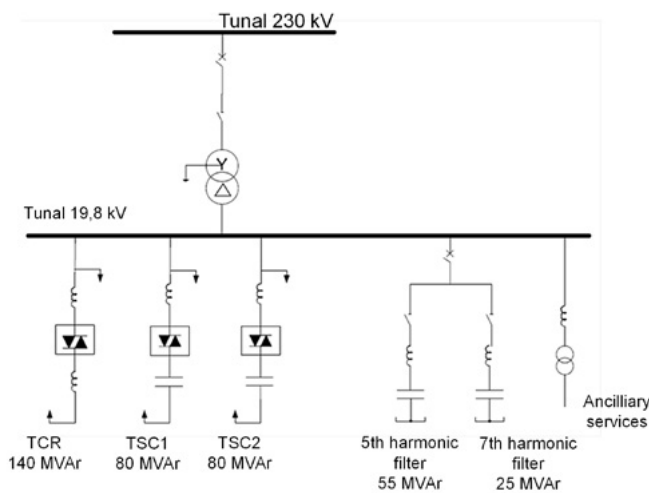 Tunal 230 kV
Y
Δ
Tunal 19,8 kV
TCR
140 MVAr
TSC1
80 MVAr
TSC2
80 MVAr
5th harmonic
filter
55 MVAr
7th harmonic
filter
25 MVAr
Ancilliary
services